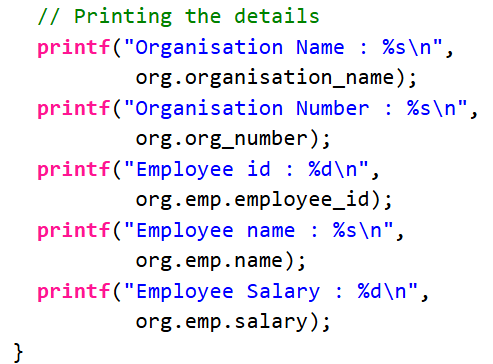 // Printing the details
printf("Organisation Name : %s\n",
org.organisation_name);
printf("Organisation Number : %s\n",
org.org_number);
printf("Employee id : %d\n",
org.emp.employee_id);
printf("Employee name : %s\n",
org.emp.name);
printf("Employee Salary : %d\n",
org.emp.salary);
}